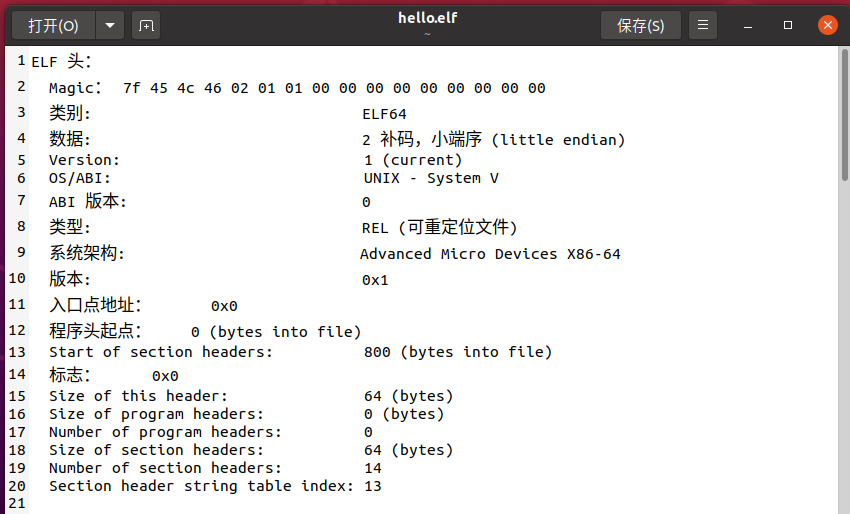 打开(O)
hello.elf
~
保存(S)
1 ELF 头：
2 Magic： 7f 45 4c 46 02 01 01 00 00 00 00 00 00 00 00 00
3 类别: ELF64
4 数据: 2 补码，小端序 (little endian)
5 Version: 1 (current)
6 OS/ABI: UNIX - System V
7 ABI 版本: 0
8 类型: REL (可重定位文件)
9 系统架构: Advanced Micro Devices X86-64
10 版本: 0x1
11 入口点地址： 0x0
12 程序头起点： 0 (bytes into file)
13 Start of section headers: 800 (bytes into file)
14 标志： 0x0
15 Size of this header: 64 (bytes)
16 Size of program headers: 0 (bytes)
17 Number of program headers: 0
18 Size of section headers: 64 (bytes)
19 Number of section headers: 14
20 Section header string table index: 13
21